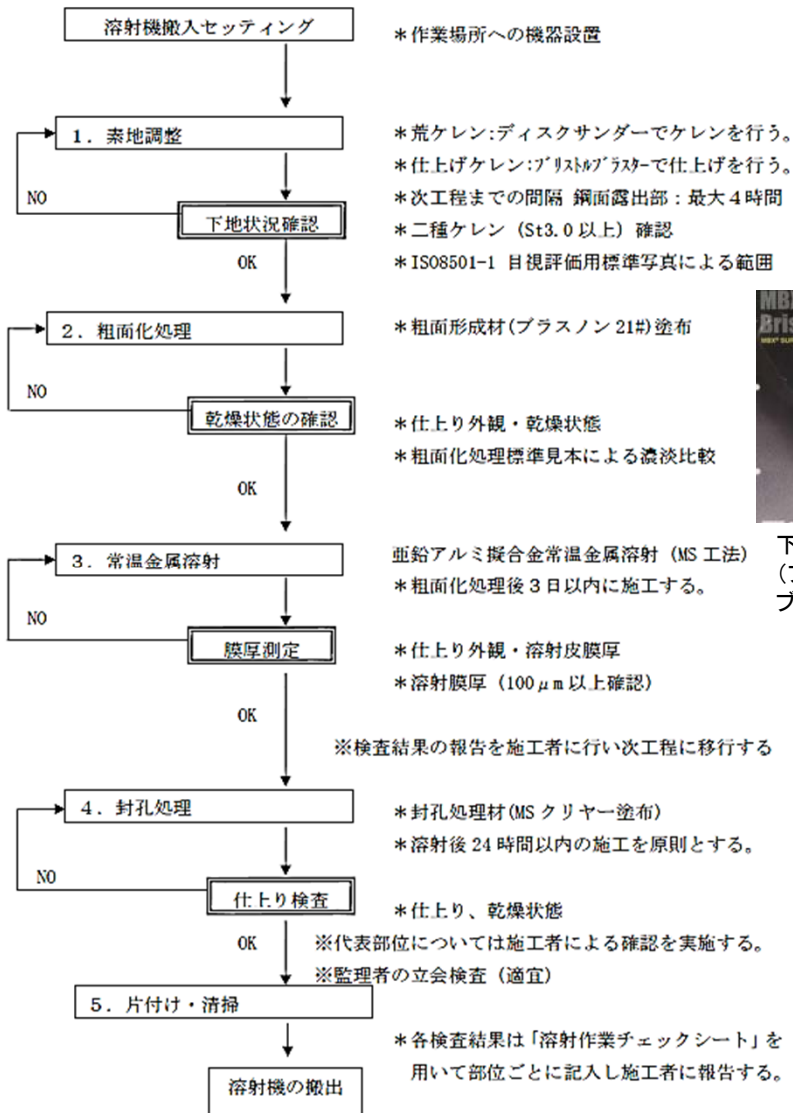 溶射機搬入セッティング
＊作業場所への機器設置
1．素地調整
＊荒ケレン:ディスクサンダーでケレンを行う。
＊仕上げケレン:ﾌﾞﾘｽﾄﾙﾌﾞﾗｽﾀｰで仕上げを行う。
NO
＊次工程までの間隔 鋼面露出部：最大４時間
下地状況確認
＊二種ケレン (St3.0 以上) 確認
OK
＊ISO8501-1 目視評価用標準写真による範囲
2．粗面化処理
＊粗面形成材(ブラスノン 21#)塗布
NO
乾燥状態の確認
＊仕上り外観・乾燥状態
＊粗面化処理標準見本による濃淡比較
OK
3．常温金属溶射
亜鉛アルミ擬合金常温金属溶射 (MS 工法)
＊粗面化処理後３日以内に施工する。
NO
膜厚測定
＊仕上り外観・溶射皮膜厚
＊溶射膜厚 (100μm 以上確認)
OK
※検査結果の報告を施工者に行い次工程に移行する
4．封孔処理
＊封孔処理材(MS クリヤー塗布)
＊溶射後 24 時間以内の施工を原則とする。
NO
仕上り検査
＊仕上り、乾燥状態
OK
※代表部位については施工者による確認を実施する。
※監理者の立会検査 (適宜)
5．片付け・清掃
＊各検査結果は「溶射作業チェックシート」を
用いて部位ごとに記入し施工者に報告する。
溶射機の搬出
MB
Bris
下
ブ